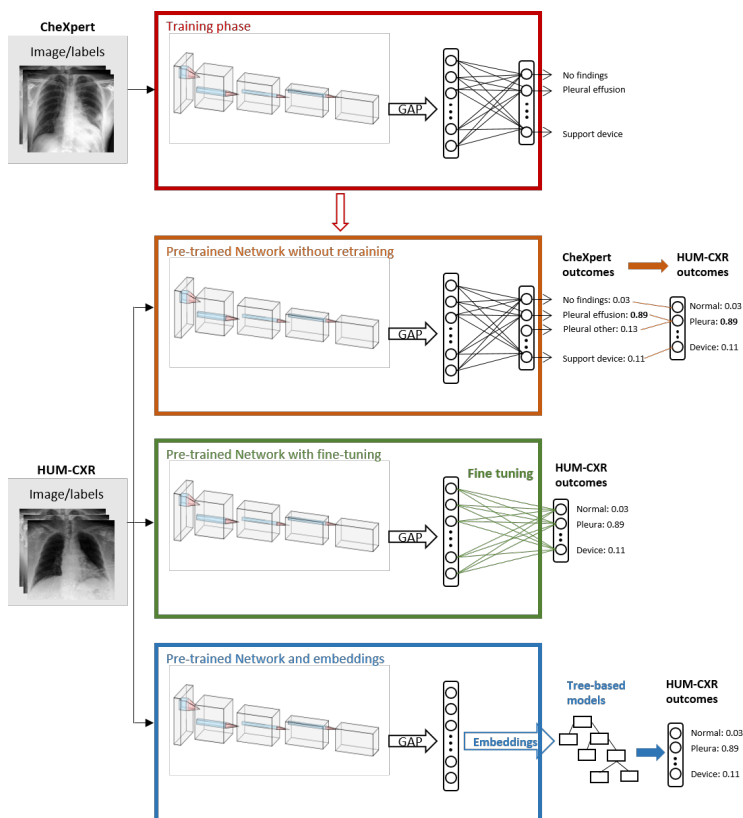 CheXpert
Image/labels
Training phase
GAP
No findings
Pleural effusion
Support device
Pre-trained Network without retraining
GAP
CheXpert
outcomes
HUM-CXR
outcomes
No findings: 0.03
Pleural effusion: 0.89
Pleural other: 0.13
Support device: 0.11
Normal: 0.03
Pleura: 0.89
Device: 0.11
HUM-CXR
Image/labels
Pre-trained Network with fine-tuning
GAP
Fine tuning
HUM-CXR
outcomes
Normal: 0.03
Pleura: 0.89
Device: 0.11
Pre-trained Network and embeddings
GAP
Embeddings
Tree-based
models
HUM-CXR
outcomes
Normal: 0.03
Pleura: 0.89
Device: 0.11